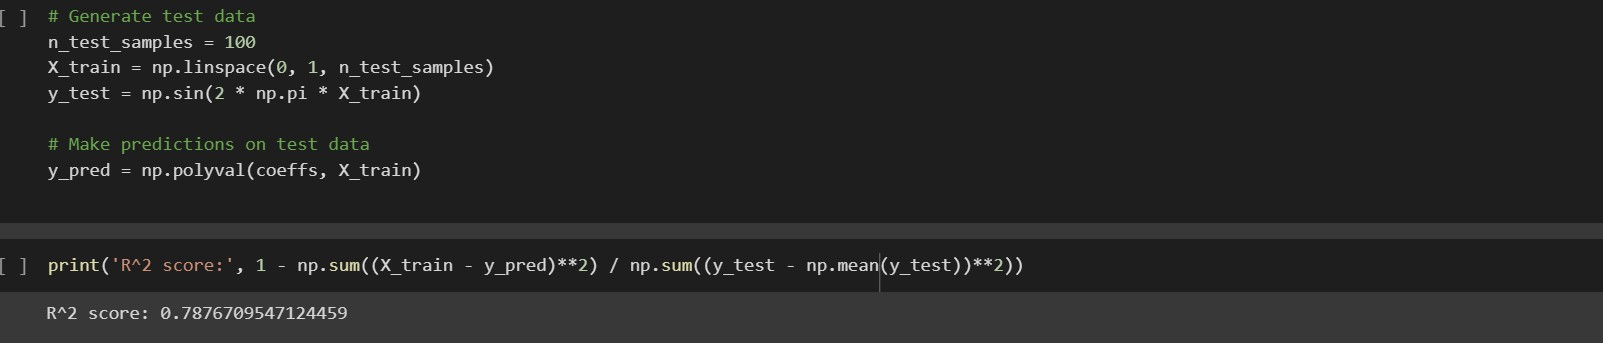 [ ] # Generate test data
n_test_samples = 100
X_train = np.linspace(0, 1, n_test_samples)
y_test = np.sin(2 * np.pi * X_train)
# Make predictions on test data
y_pred = np.polyval(coeffs, X_train)
[ ] print('R^2 score:', 1 - np.sum((X_train - y_pred)**2) / np.sum((y_test - np.mean(y_test))**2))
R^2 score: 0.7876709547124459